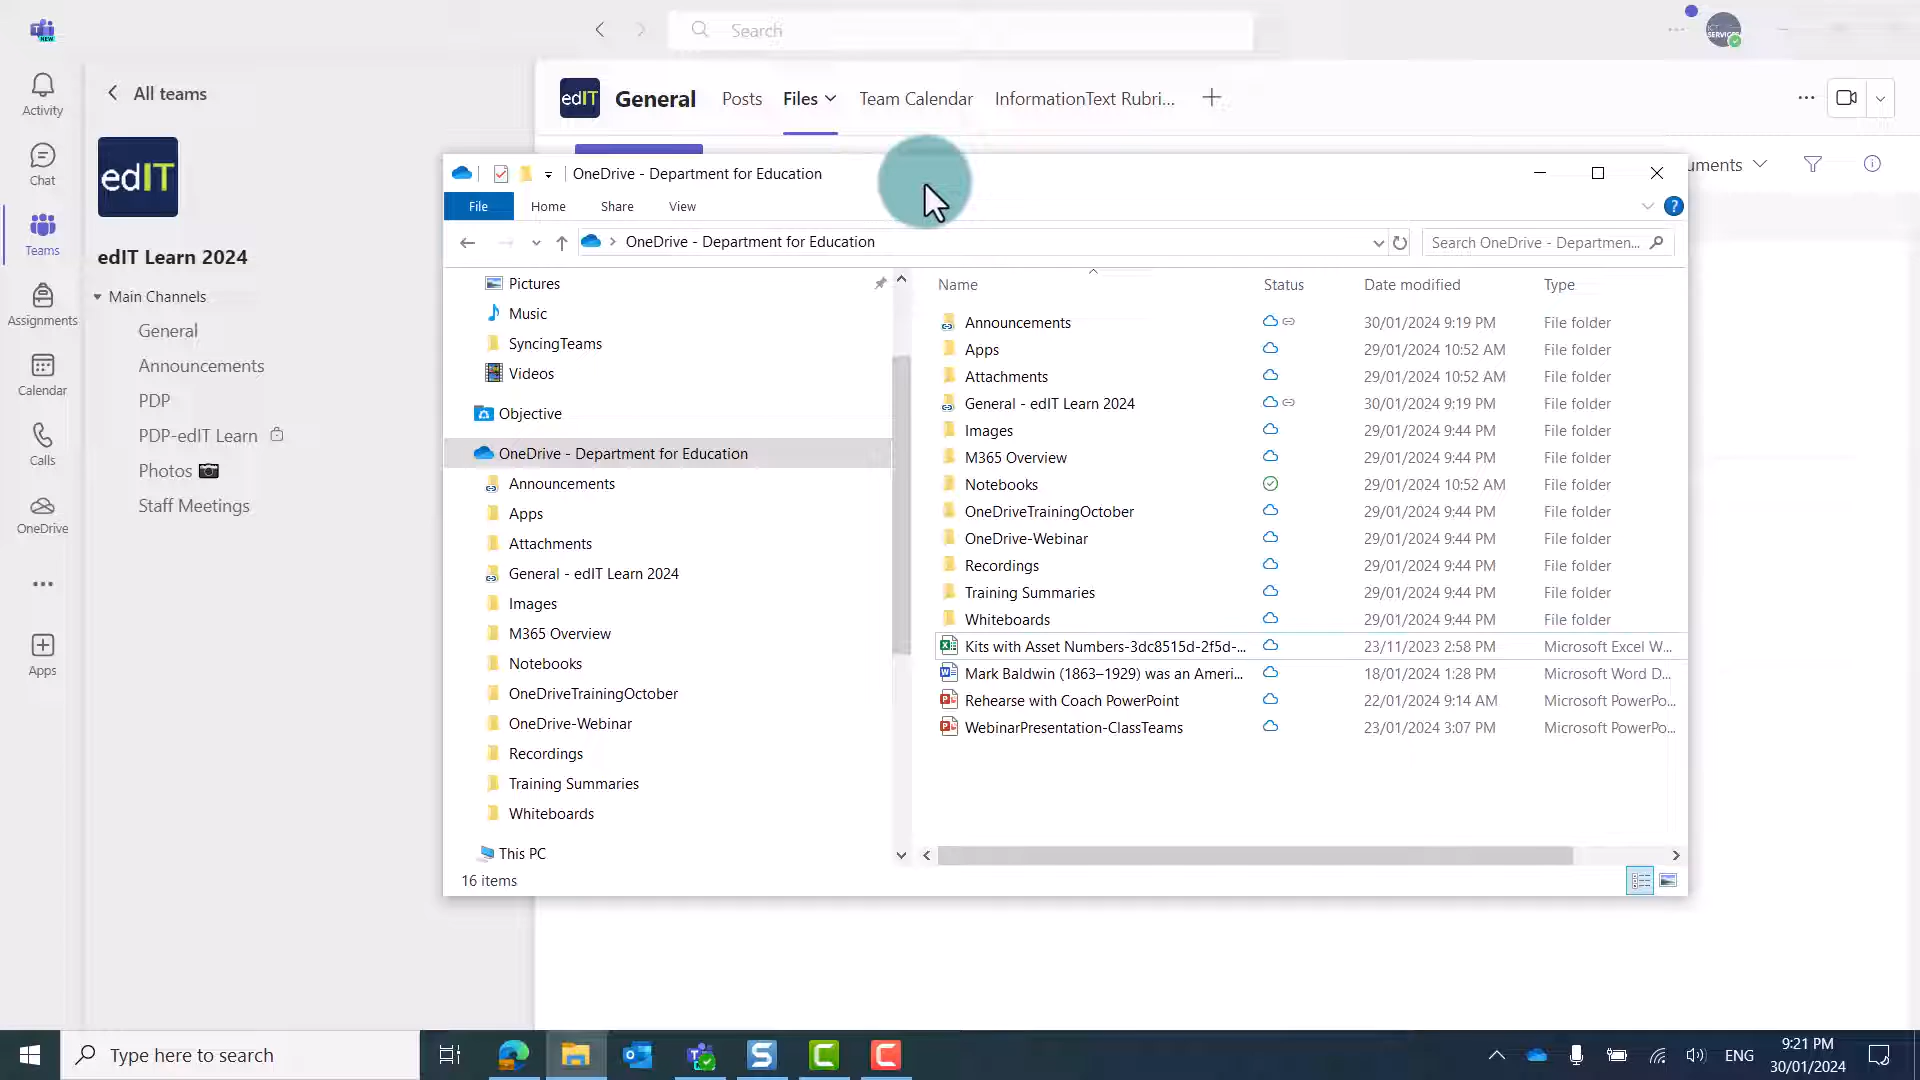 Search
All teams
edIT
General
Posts
Files
Team Calendar
InformationText Rubri...
Activity
Chat
Teams
Assignments
Calendar
Calls
OneDrive
Apps
edIT
edIT Learn 2024
Main Channels
General
Announcements
PDP
PDP-edIT Learn
Photos
Staff Meetings
uments
OneDrive - Department for Education
File
Home
Share
View
OneDrive - Department for Education
Search OneDrive - Departmen...
Pictures
Music
SyncingTeams
Videos
Objective
OneDrive - Department for Education
Announcements
Apps
Attachments
General - edIT Learn 2024
Images
M365 Overview
Notebooks
OneDriveTrainingOctober
OneDrive-Webinar
Recordings
Training Summaries
Whiteboards
This PC
16 items
Name Status Date modified Type
Announcements 30/01/2024 9:19 PM File folder
Apps 29/01/2024 10:52 AM File folder
Attachments 29/01/2024 10:52 AM File folder
General - edIT Learn 2024 30/01/2024 9:19 PM File folder
Images 29/01/2024 9:44 PM File folder
M365 Overview 29/01/2024 9:44 PM File folder
Notebooks 29/01/2024 10:52 AM File folder
OneDriveTrainingOctober 29/01/2024 9:44 PM File folder
OneDrive-Webinar 29/01/2024 9:44 PM File folder
Recordings 29/01/2024 9:44 PM File folder
Training Summaries 29/01/2024 9:44 PM File folder
Whiteboards 29/01/2024 9:44 PM File folder
Kits with Asset Numbers-3dc8515d-2f5d-... 23/11/2023 2:58 PM Microsoft Excel W...
Mark Baldwin (1863–1929) was an Ameri... 18/01/2024 1:28 PM Microsoft Word D...
Rehearse with Coach PowerPoint 22/01/2024 9:14 AM Microsoft PowerPo...
WebinarPresentation-ClassTeams 23/01/2024 3:07 PM Microsoft PowerPo...
Type here to search
ENG
9:21 PM
30/01/2024